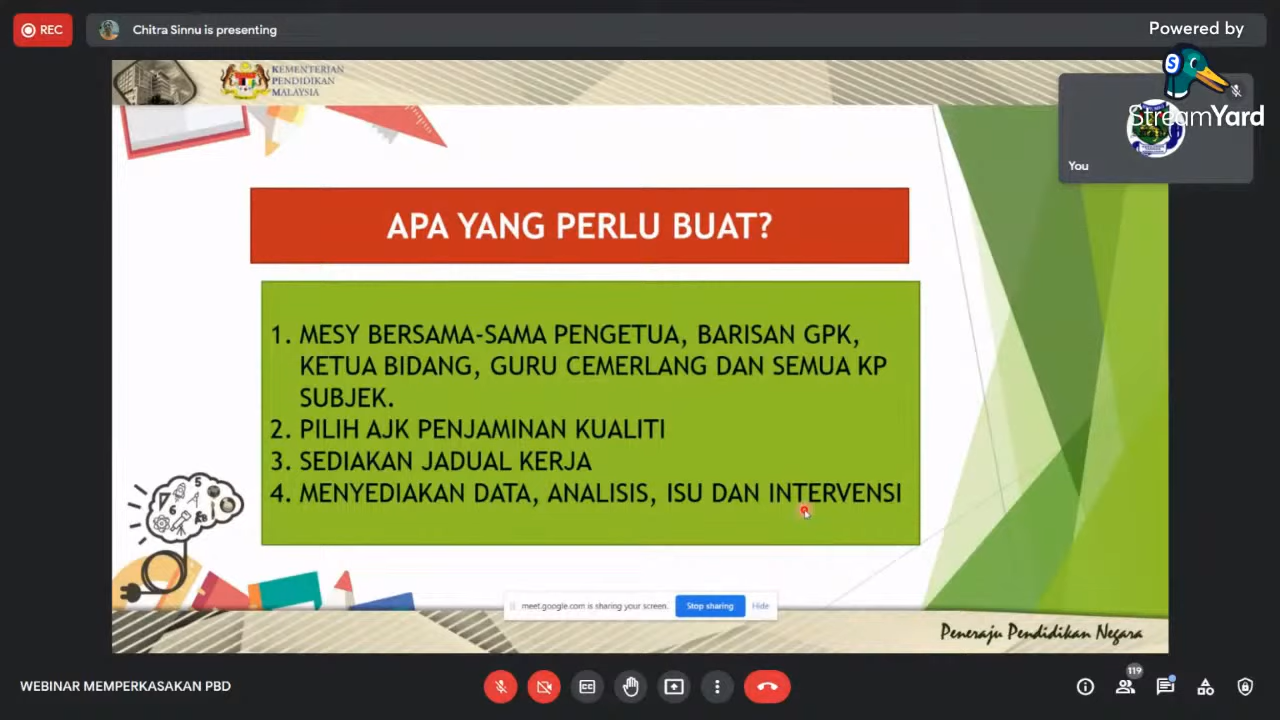 REC
Chitra Sinnu is presenting
Powered by
StreamYard
KEMENTERIAN
PENDIDIKAN
MALAYSIA
You
APA YANG PERLU BUAT?
1. MESY BERSAMA-SAMA PENGETUA, BARISAN GPK,
KETUA BIDANG, GURU CEMERLANG DAN SEMUA KP
SUBJEK.
2. PILIH AJK PENJAMINAN KUALITI
3. SEDIAKAN JADUAL KERJA
4. MENYEDIAKAN DATA, ANALISIS, ISU DAN INTERVENSI
meet.google.com is sharing your screen.
Stop sharing
Hide
Peneraju Pendidikan Negara
WEBINAR MEMPERKASAKAN PBD
119